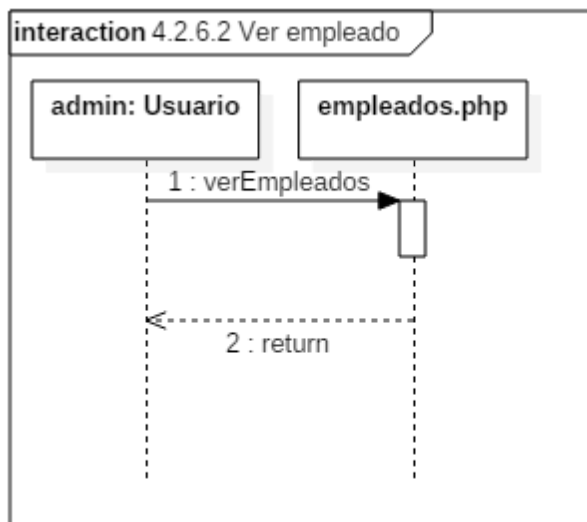 interaction 4.2.6.2 Ver empleado
admin: Usuario
empleados.php
1 : verEmpleados
2 : return